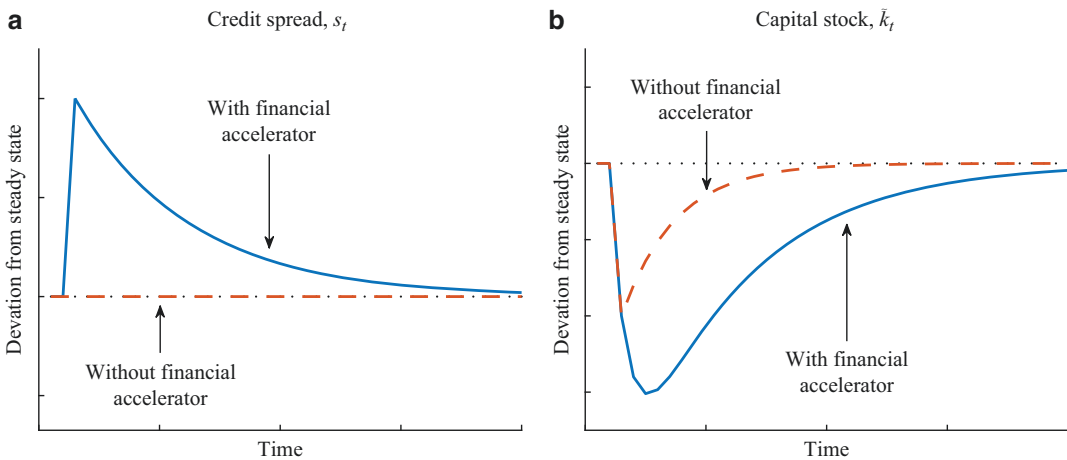 a
Credit spread, s_t
Devation from steady state
With financial
accelerator
Without financial
accelerator
Time
b
Capital stock, k̄_t
Devation from steady state
Without financial
accelerator
With financial
accelerator
Time